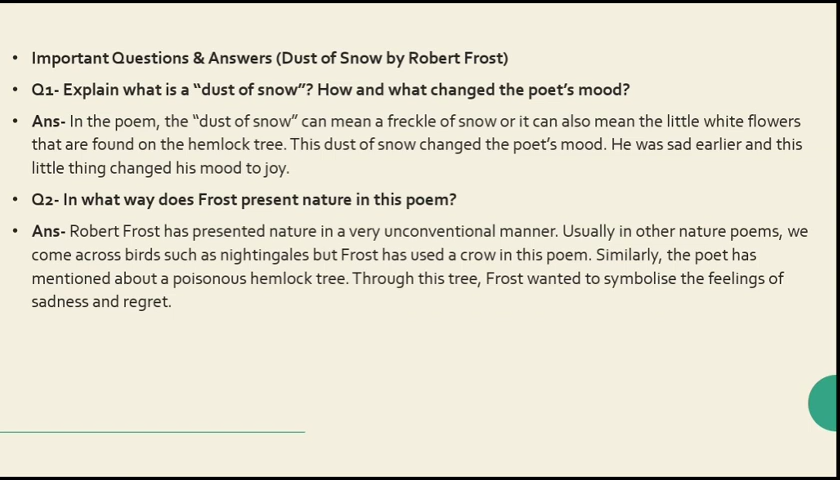 • Important Questions & Answers (Dust of Snow by Robert Frost)
• Q1- Explain what is a “dust of snow”? How and what changed the poet’s mood?
• Ans- In the poem, the “dust of snow” can mean a freckle of snow or it can also mean the little white flowers
that are found on the hemlock tree. This dust of snow changed the poet’s mood. He was sad earlier and this
little thing changed his mood to joy.
• Q2- In what way does Frost present nature in this poem?
• Ans- Robert Frost has presented nature in a very unconventional manner. Usually in other nature poems, we
come across birds such as nightingales but Frost has used a crow in this poem. Similarly, the poet has
mentioned about a poisonous hemlock tree. Through this tree, Frost wanted to symbolise the feelings of
sadness and regret.